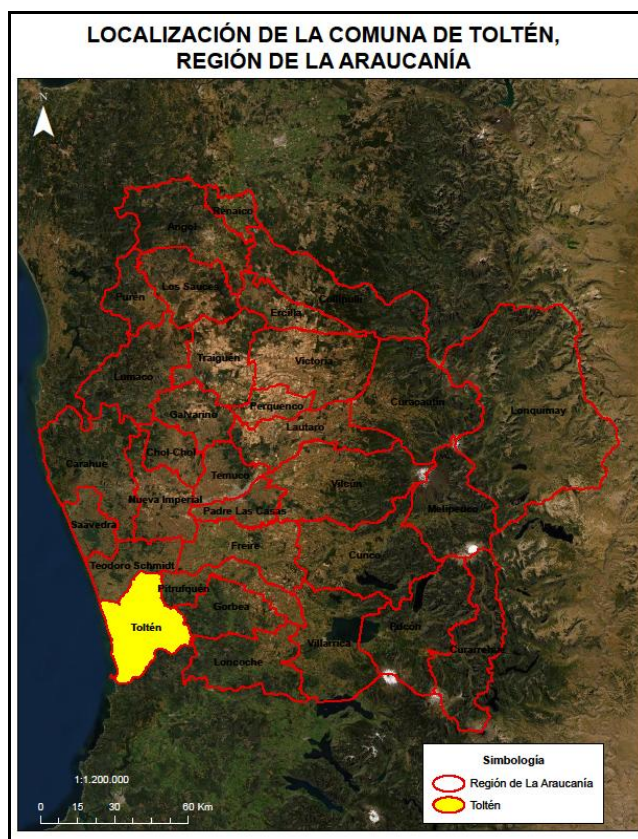 LOCALIZACIÓN DE LA COMUNA DE TOLTÉN,
REGIÓN DE LA ARAUCANÍA
N
Renaico
Angol
Los Sauces
Purén
Collipulli
Ercilla
Traiguén
Victoria
Lumaco
Curacautín
Lonquimay
Perquenco
Galvarino
Lautaro
Chol-Chol
Carahue
Temuco
Vilcún
Nueva Imperial
Melipeuco
Padre Las Casas
Saavedra
Freire
Cunco
Teodoro Schmidt
Pitrufquén
Gorbea
Toltén
Pucón
Villarrica
Curarrehue
Loncoche
Simbología
Región de La Araucanía
Toltén
1:1.200.000
0 15 30 60 Km